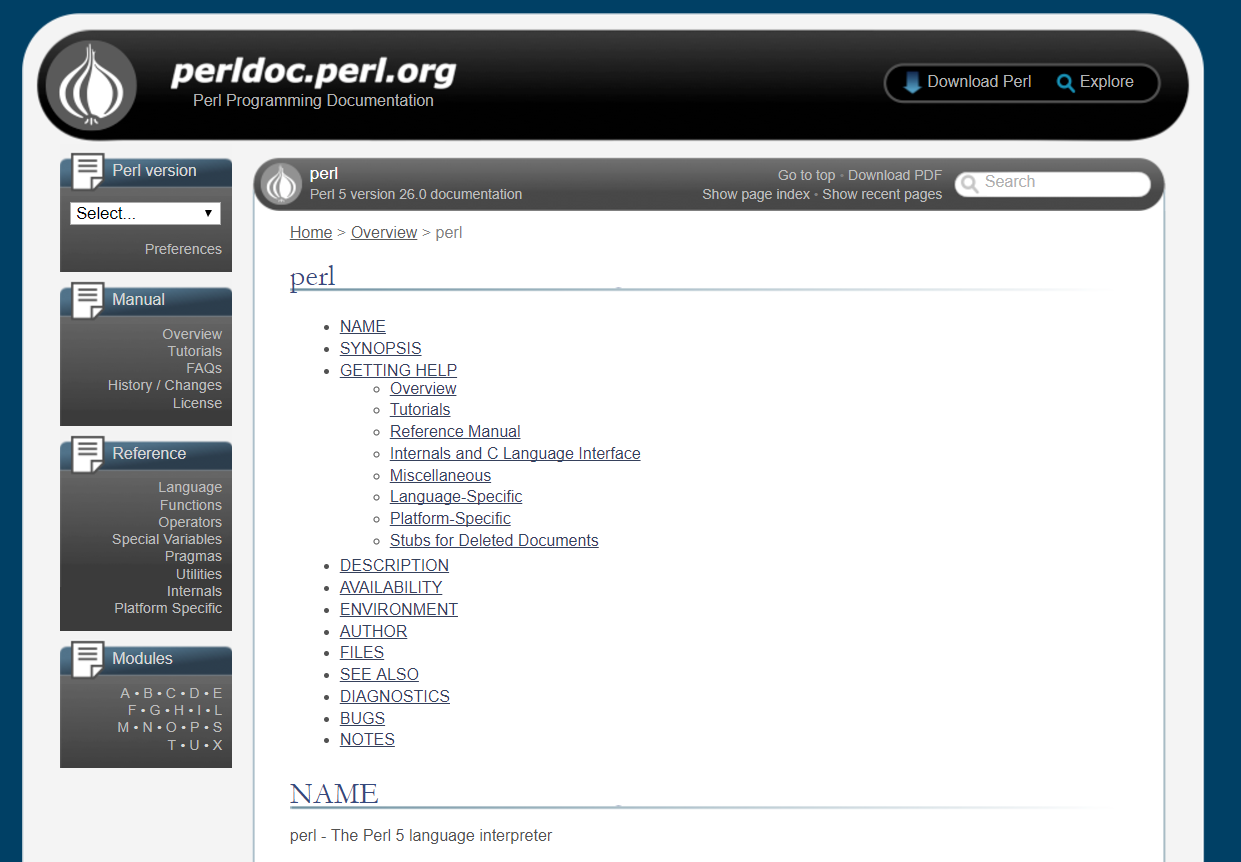 perldoc.perl.org
Perl Programming Documentation
Download Perl
Explore
Perl version
Select...
Preferences
Manual
Overview
Tutorials
FAQs
History / Changes
License
Reference
Language
Functions
Operators
Special Variables
Pragmas
Utilities
Internals
Platform Specific
Modules
A • B • C • D • E
F • G • H • I • L
M • N • O • P • S
T • U • X
perl
Perl 5 version 26.0 documentation
Go to top • Download PDF
Show page index • Show recent pages
Search
Home > Overview > perl
perl
NAME
SYNOPSIS
GETTING HELP
Overview
Tutorials
Reference Manual
Internals and C Language Interface
Miscellaneous
Language-Specific
Platform-Specific
Stubs for Deleted Documents
DESCRIPTION
AVAILABILITY
ENVIRONMENT
AUTHOR
FILES
SEE ALSO
DIAGNOSTICS
BUGS
NOTES
NAME
perl - The Perl 5 language interpreter